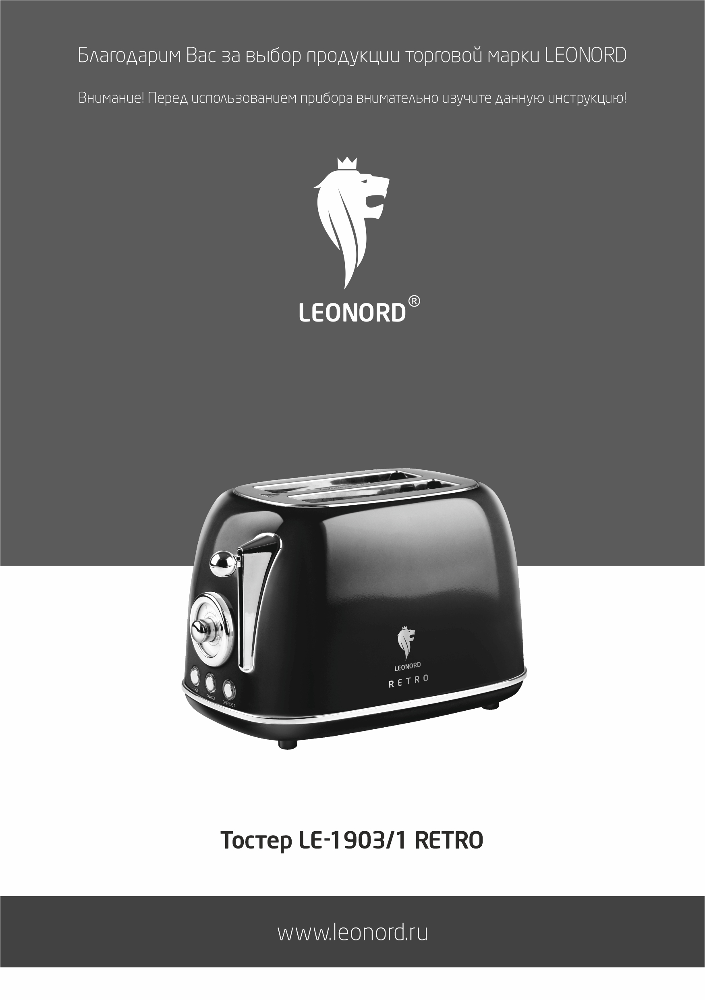 Благодарим Вас за выбор продукции торговой марки LEONORD
Внимание! Перед использованием прибора внимательно изучите данную инструкцию!
LEONORD®
LEONORD
RETRO
CANCEL
DEFROST
Тостер LE-1903/1 RETRO
www.leonord.ru